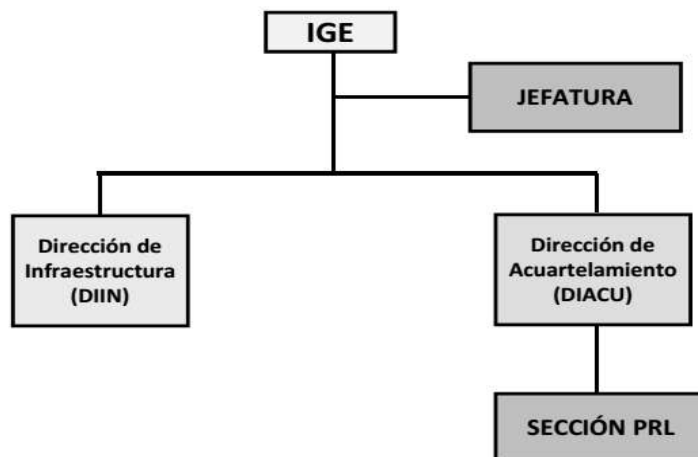 IGE
JEFATURA
Dirección de
Infraestructura
(DIIN)
Dirección de
Acuartelamiento
(DIACU)
SECCIÓN PRL